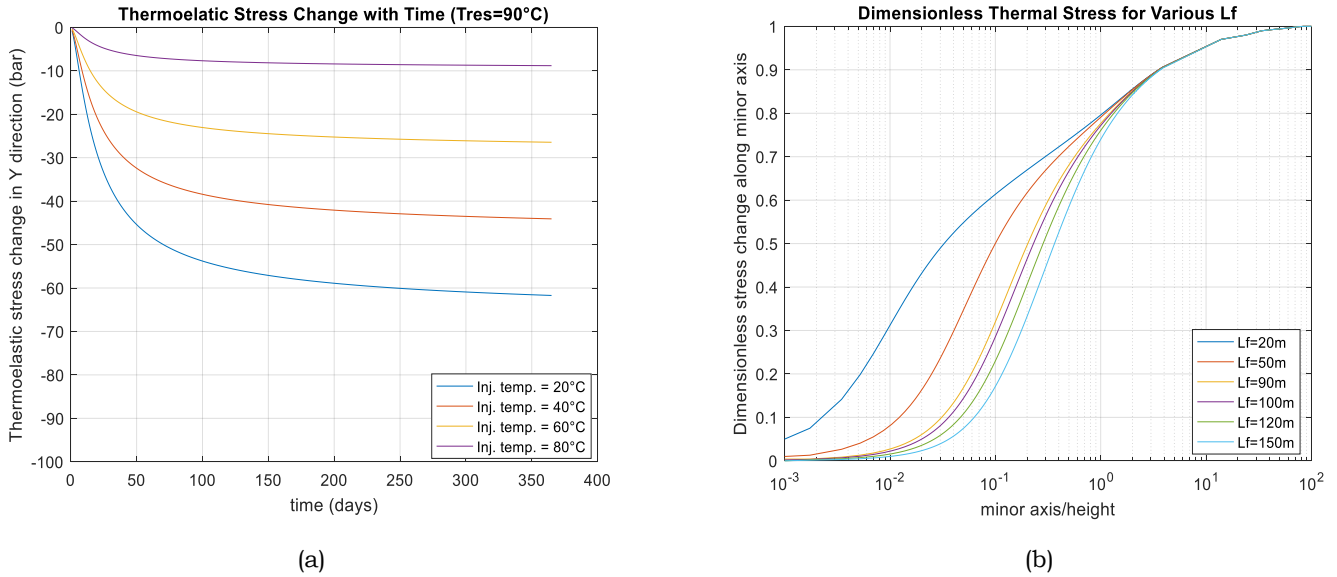 Thermoelatic Stress Change with Time (Tres=90°C)
Thermoelastic stress change in Y direction (bar)
0
-10
-20
-30
-40
-50
-60
-70
-80
-90
-100
0 50 100 150 200 250 300 350 400
time (days)
Inj. temp. = 20°C
Inj. temp. = 40°C
Inj. temp. = 60°C
Inj. temp. = 80°C
(a)
Dimensionless Thermal Stress for Various Lf
Dimensionless stress change along minor axis
1
0.9
0.8
0.7
0.6
0.5
0.4
0.3
0.2
0.1
0
10⁻³ 10⁻² 10⁻¹ 10⁰ 10¹ 10²
minor axis/height
Lf=20m
Lf=50m
Lf=90m
Lf=100m
Lf=120m
Lf=150m
(b)